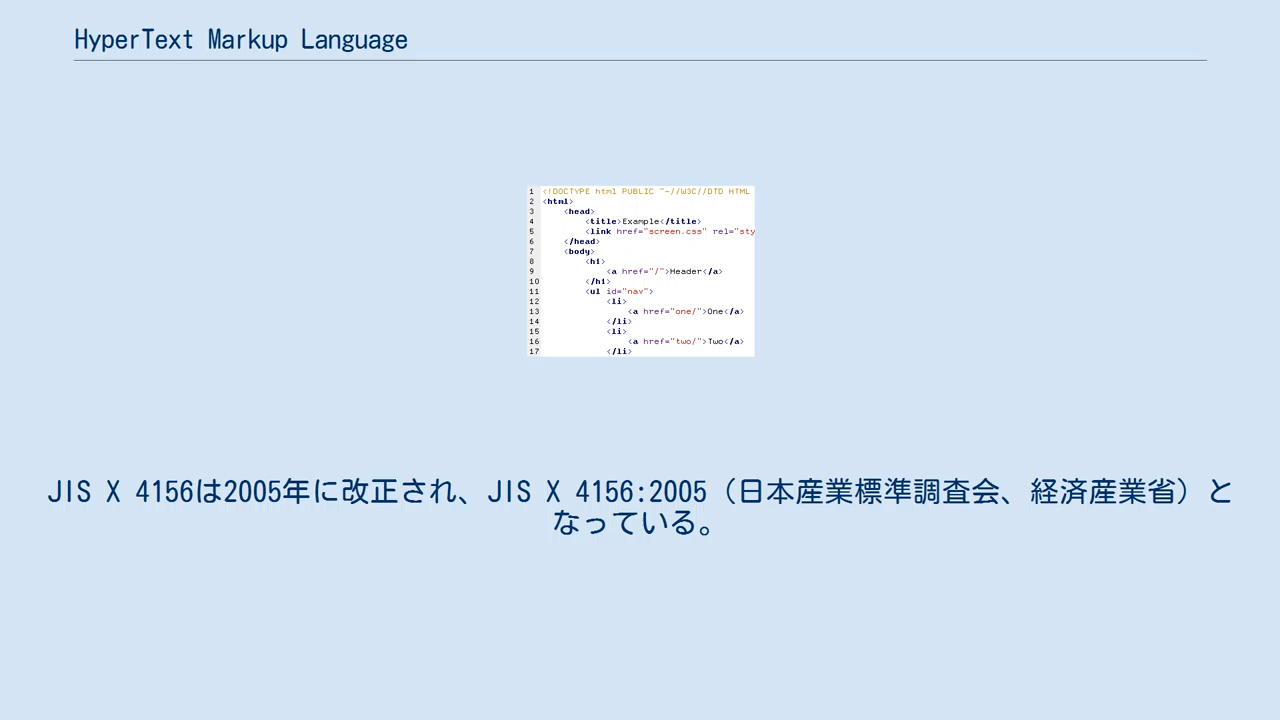 HyperText Markup Language
1 <!DOCTYPE html PUBLIC "-//W3C//DTD HTML
2 <html>
3 <head>
4 <title>Example</title>
5 <link href="screen.css" rel="sty
6 </head>
7 <body>
8 <h1>
9 <a href="/">Header</a>
10 </h1>
11 <ul id="nav">
12 <li>
13 <a href="one/">One</a>
14 </li>
15 <li>
16 <a href="two/">Two</a>
17 </li>
JIS X 4156は2005年に改正され、JIS X 4156:2005（日本産業標準調査会、経済産業省）と
なっている。